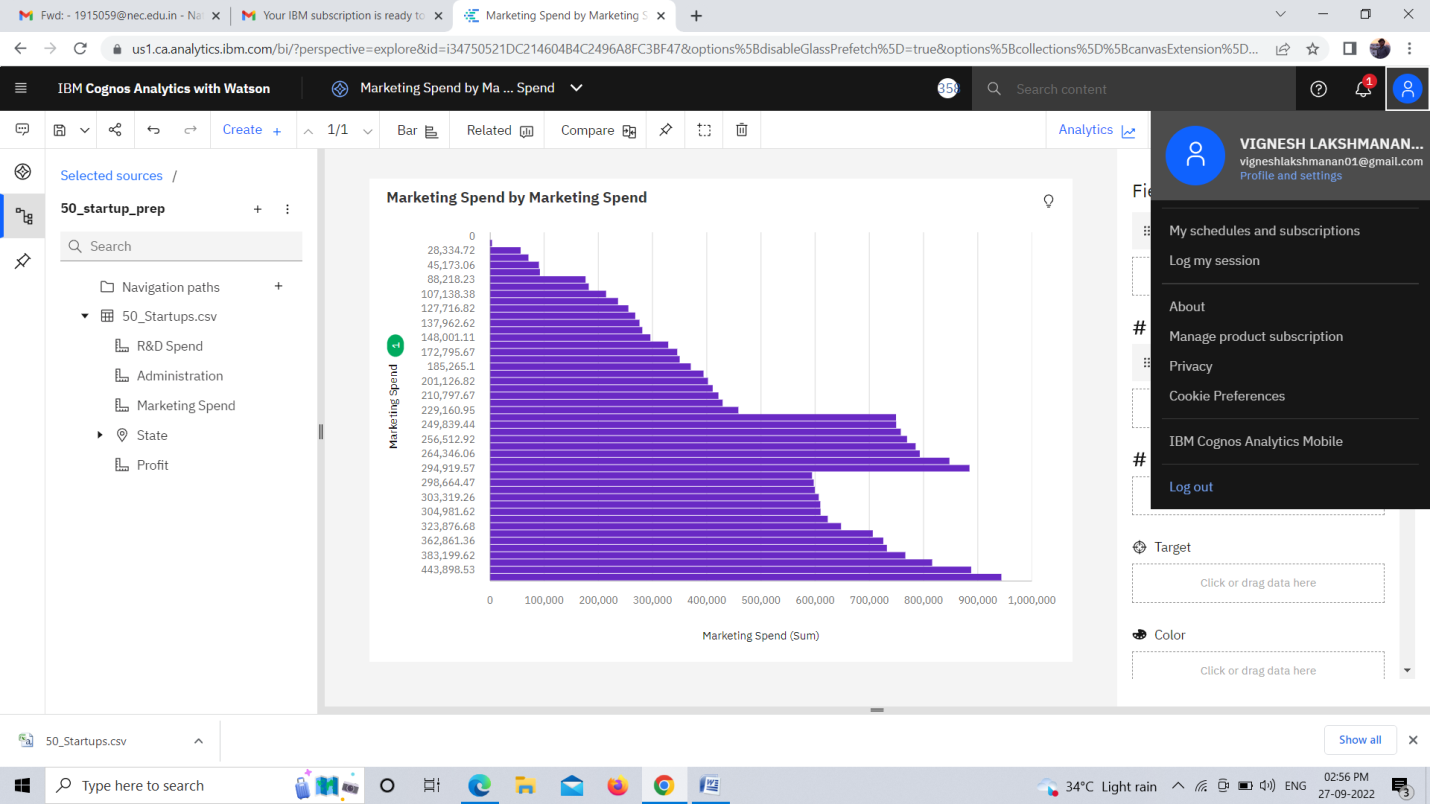 Fwd: - 1915059@nec.edu.in - Nat
Your IBM subscription is ready to
Marketing Spend by Marketing S
us1.ca.analytics.ibm.com/bi/?perspective=explore&id=i34750521DC214604B4C2496A8FC3BF47&options%5BdisableGlassPrefetch%5D=true&options%5Bcollections%5D%5BcanvasExtension%5D...
IBM Cognos Analytics with Watson
Marketing Spend by Ma ... Spend
358
Search content
1
Create +
1/1
Bar
Related
Compare
Analytics
VIGNESH LAKSHMANAN...
vigneshlakshmanan01@gmail.com
Profile and settings
My schedules and subscriptions
Log my session
About
Manage product subscription
Privacy
Cookie Preferences
IBM Cognos Analytics Mobile
Log out
Selected sources /
50_startup_prep
Search
Navigation paths
50_Startups.csv
R&D Spend
Administration
Marketing Spend
State
Profit
Marketing Spend by Marketing Spend
Marketing Spend
0
28,334.72
45,173.06
88,218.23
107,138.38
127,716.82
137,962.62
148,001.11
172,795.67
185,265.1
201,126.82
210,797.67
229,160.95
249,839.44
256,512.92
264,346.06
294,919.57
298,664.47
303,319.26
304,981.62
323,876.68
362,861.36
383,199.62
443,898.53
0 100,000 200,000 300,000 400,000 500,000 600,000 700,000 800,000 900,000 1,000,000
Marketing Spend (Sum)
Fie
#
#
Target
Click or drag data here
Color
Click or drag data here
50_Startups.csv
Show all
Type here to search
34°C Light rain
ENG
02:56 PM
27-09-2022
3